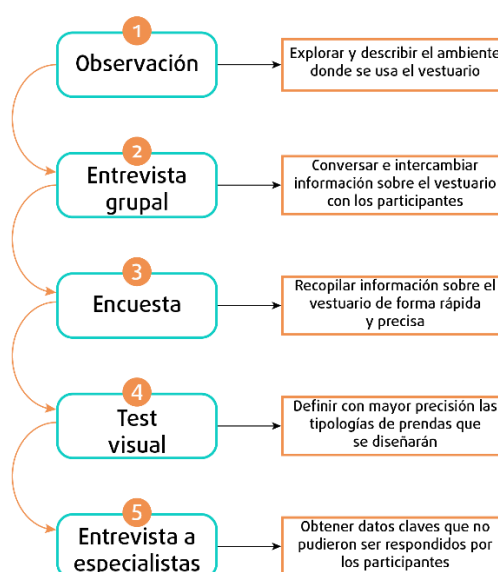 1
Observación
Explorar y describir el ambiente
donde se usa el vestuario
2
Entrevista
grupal
Conversar e intercambiar
información sobre el vestuario
con los participantes
3
Encuesta
Recopilar información sobre el
vestuario de forma rápida
y precisa
4
Test
visual
Definir con mayor precisión las
tipologías de prendas que
se diseñarán
5
Entrevista a
especialistas
Obtener datos claves que no
pudieron ser respondidos por
los participantes